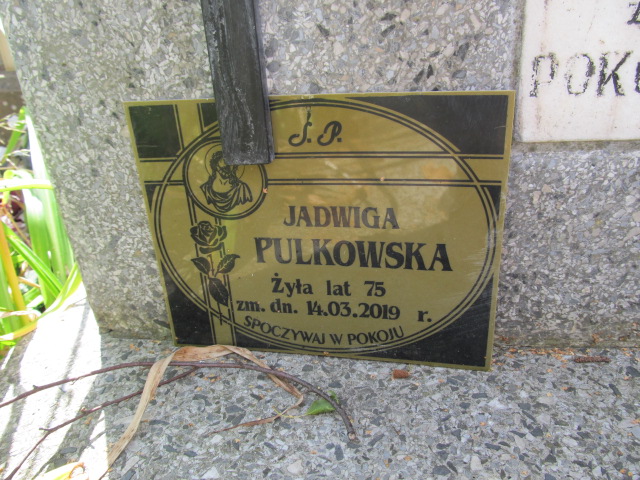 Ś.P.
JADWIGA
PULKOWSKA
Żyła lat 75
zm. dn. 14.03.2019 r.
SPOCZYWAJ W POKOJU